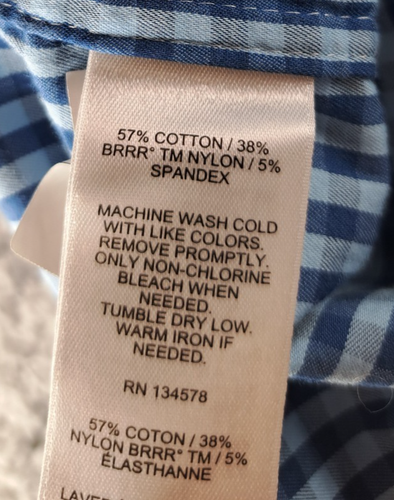 57% COTTON / 38%
BRRR° TM NYLON / 5%
SPANDEX
MACHINE WASH COLD
WITH LIKE COLORS.
REMOVE PROMPTLY.
ONLY NON-CHLORINE
BLEACH WHEN
NEEDED.
TUMBLE DRY LOW.
WARM IRON IF
NEEDED.
RN 134578
57% COTON / 38%
NYLON BRRR° TM / 5%
ÉLASTHANNE